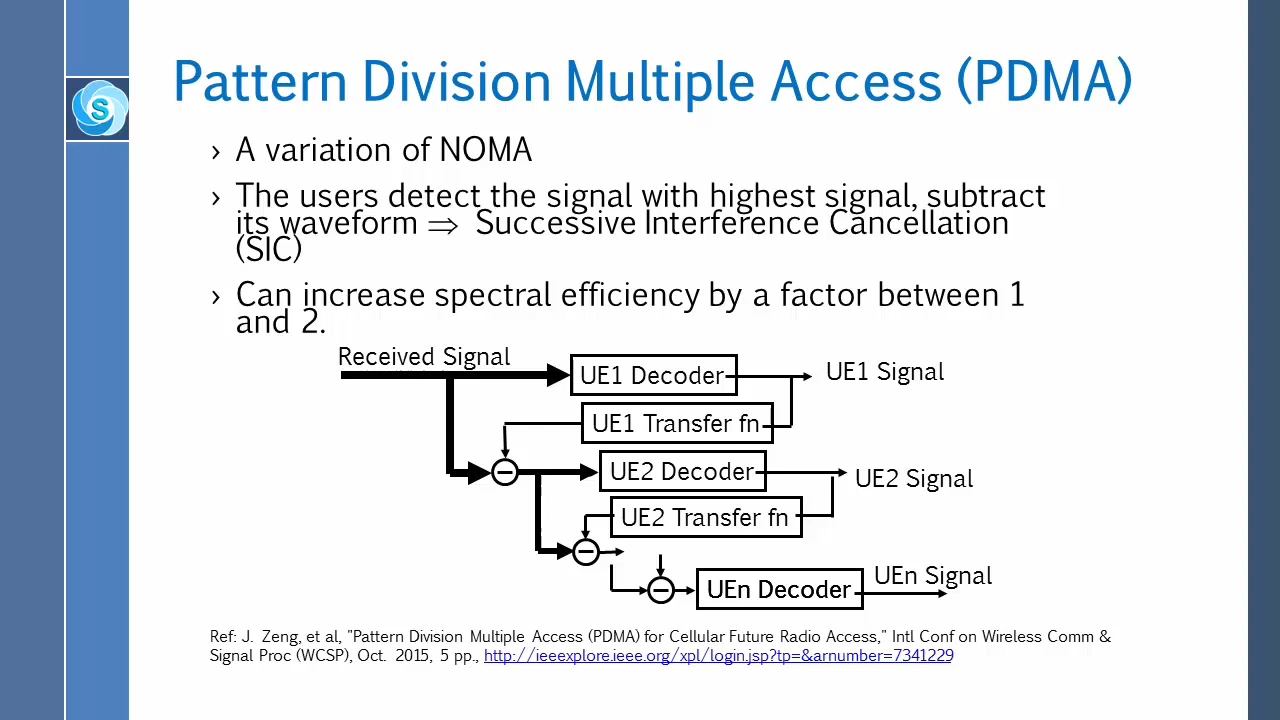 Pattern Division Multiple Access (PDMA)
S
› A variation of NOMA
› The users detect the signal with highest signal, subtract
its waveform ⇒ Successive Interference Cancellation
(SIC)
› Can increase spectral efficiency by a factor between 1
and 2.
Received Signal
UE1 Decoder
UE1 Signal
UE1 Transfer fn
UE2 Decoder
UE2 Signal
UE2 Transfer fn
UEn Decoder
UEn Signal
Ref: J. Zeng, et al, "Pattern Division Multiple Access (PDMA) for Cellular Future Radio Access," Intl Conf on Wireless Comm &
Signal Proc (WCSP), Oct. 2015, 5 pp., http://ieeexplore.ieee.org/xpl/login.jsp?tp=&arnumber=7341229